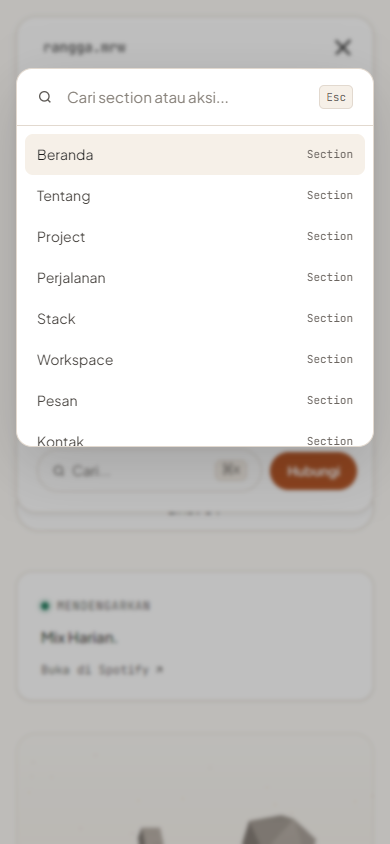 rangga.mrw
Cari section atau aksi...
Esc
Beranda Section
Tentang Section
Project Section
Perjalanan Section
Stack Section
Workspace Section
Pesan Section
Kontak Section
Cari... ⌘K Hubungi
MENDENGARKAN
Mix Harian.
Buka di Spotify ↗